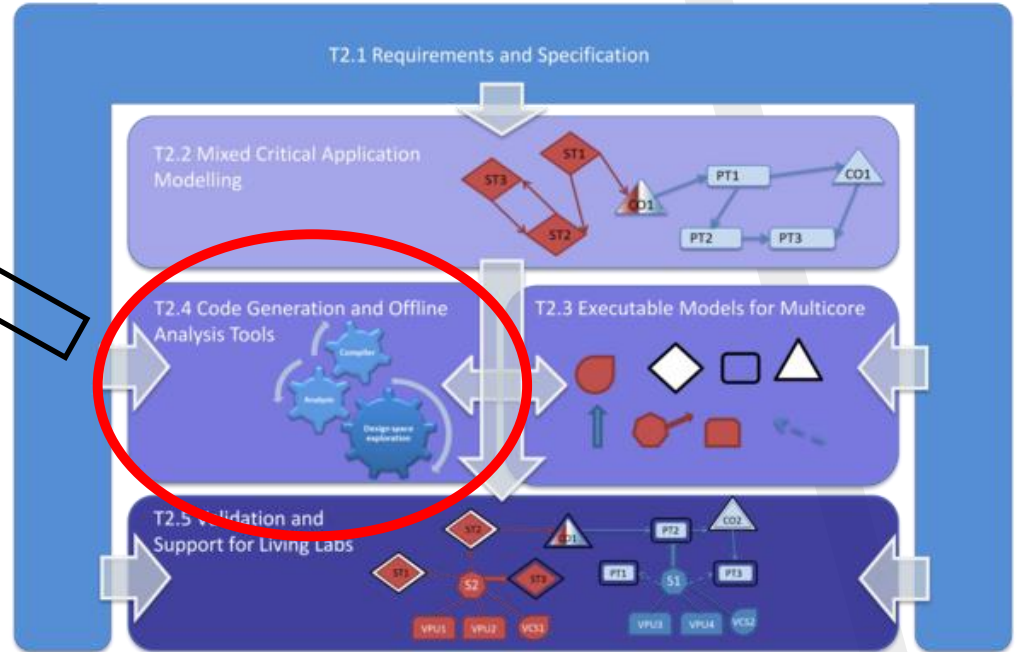 T2.1 Requirements and Specification
T2.2 Mixed Critical Application
Modelling
ST1
ST3
ST2
CO1
PT1
CO1
PT2
PT3
T2.4 Code Generation and Offline
Analysis Tools
Compiler
Analysis
Design-space
exploration
T2.3 Executable Models for Multicore
T2.5 Validation and
Support for Living Labs
ST2
CO1
PT2
CO2
ST1
S2
ST3
PT1
S1
PT3
VPU1
VPU2
VCS1
VPU3
VPU4
VCS2